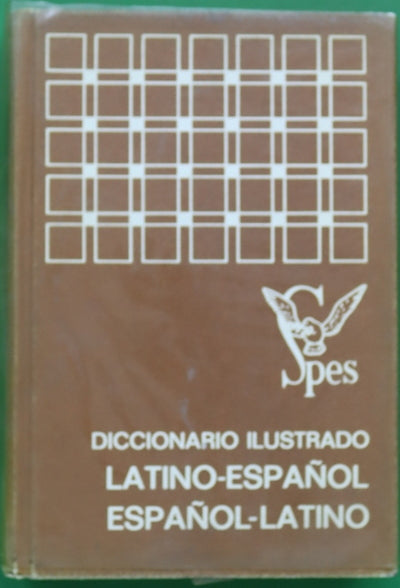 Spes
DICCIONARIO ILUSTRADO
LATINO-ESPAÑOL
ESPAÑOL-LATINO